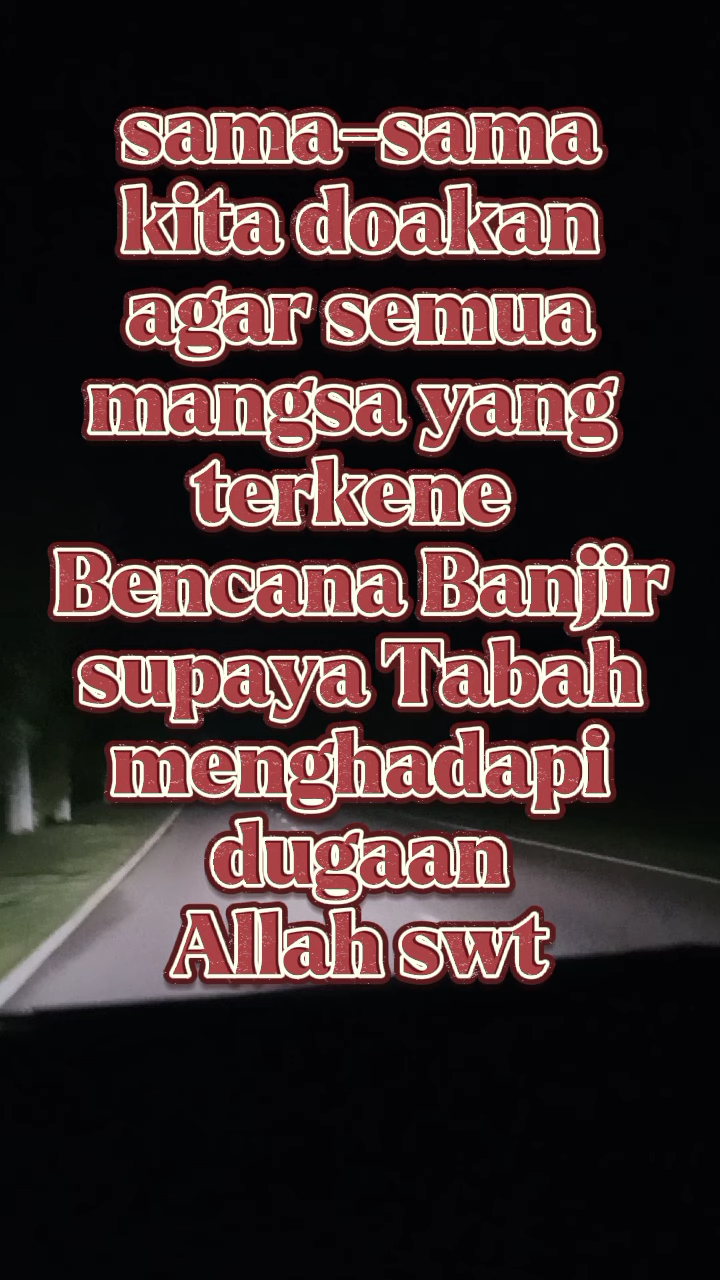 sama-sama
kita doakan
agar semua
mangsa yang
terkene
Bencana Banjir
supaya Tabah
menghadapi
dugaan
Allah swt